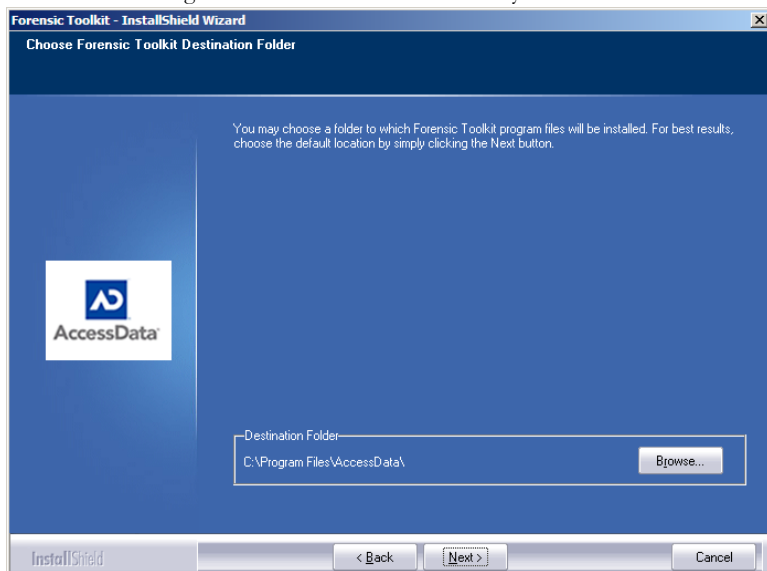 Forensic Toolkit - InstallShield Wizard
Choose Forensic Toolkit Destination Folder
You may choose a folder to which Forensic Toolkit program files will be installed. For best results,
choose the default location by simply clicking the Next button.
AccessData
Destination Folder
C:\Program Files\AccessData\
Browse...
InstallShield
< Back
Next >
Cancel